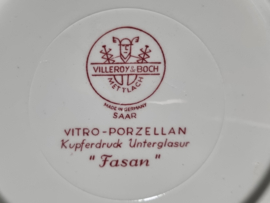 VILLEROY & BOCH
METTLACH
MADE IN GERMANY
SAAR
VITRO-PORZELLAN
Kupferdruck Unterglasur
"Fasan"